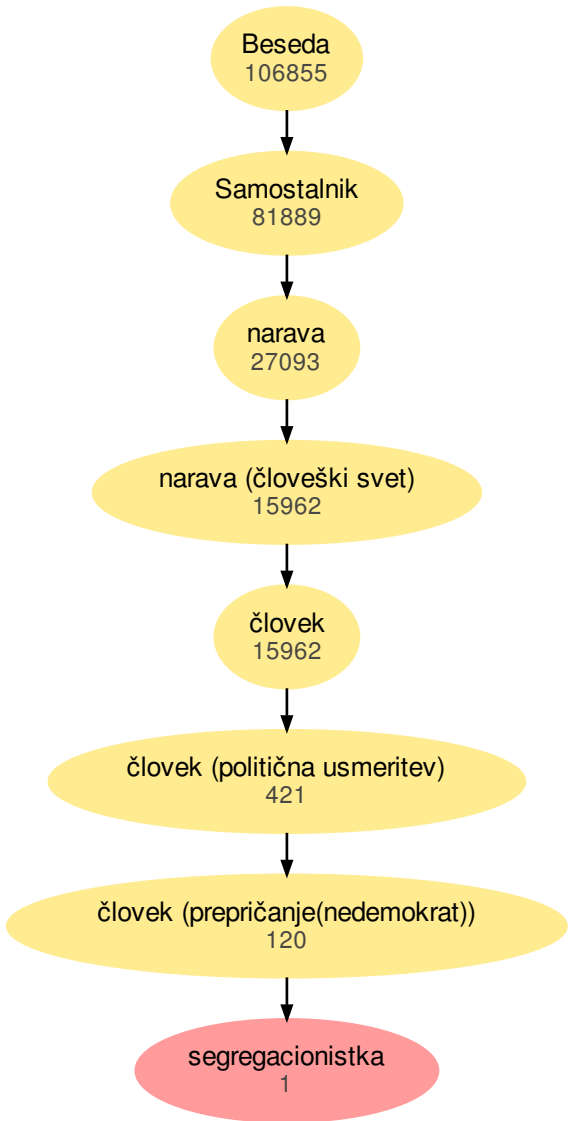 Beseda
106855
Samostalnik
81889
narava
27093
narava (človeški svet)
15962
človek
15962
človek (politična usmeritev)
421
človek (prepričanje(nedemokrat))
120
segregacionistka
1